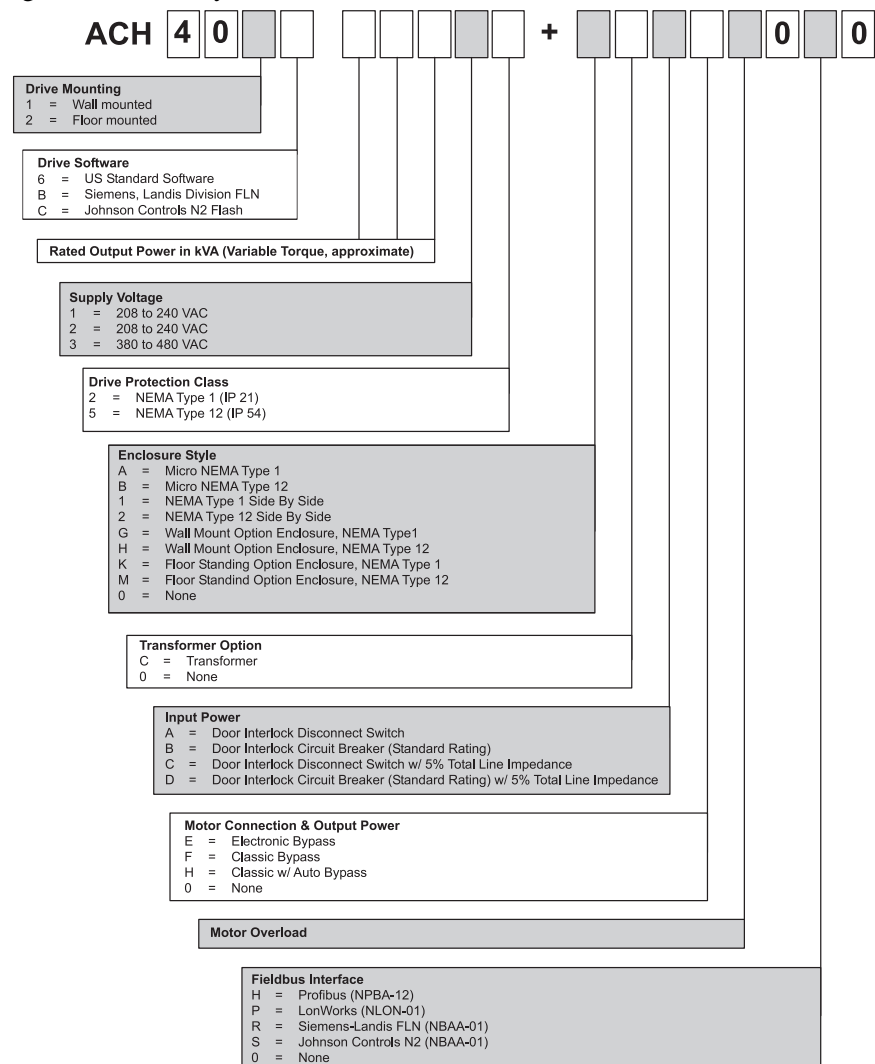 ACH 4 0 + 0 0
Drive Mounting
1 = Wall mounted
2 = Floor mounted
Drive Software
6 = US Standard Software
B = Siemens, Landis Division FLN
C = Johnson Controls N2 Flash
Rated Output Power in kVA (Variable Torque, approximate)
Supply Voltage
1 = 208 to 240 VAC
2 = 208 to 240 VAC
3 = 380 to 480 VAC
Drive Protection Class
2 = NEMA Type 1 (IP 21)
5 = NEMA Type 12 (IP 54)
Enclosure Style
A = Micro NEMA Type 1
B = Micro NEMA Type 12
1 = NEMA Type 1 Side By Side
2 = NEMA Type 12 Side By Side
G = Wall Mount Option Enclosure, NEMA Type1
H = Wall Mount Option Enclosure, NEMA Type 12
K = Floor Standing Option Enclosure, NEMA Type 1
M = Floor Standind Option Enclosure, NEMA Type 12
0 = None
Transformer Option
C = Transformer
0 = None
Input Power
A = Door Interlock Disconnect Switch
B = Door Interlock Circuit Breaker (Standard Rating)
C = Door Interlock Disconnect Switch w/ 5% Total Line Impedance
D = Door Interlock Circuit Breaker (Standard Rating) w/ 5% Total Line Impedance
Motor Connection & Output Power
E = Electronic Bypass
F = Classic Bypass
H = Classic w/ Auto Bypass
0 = None
Motor Overload
Fieldbus Interface
H = Profibus (NPBA-12)
P = LonWorks (NLON-01)
R = Siemens-Landis FLN (NBAA-01)
S = Johnson Controls N2 (NBAA-01)
0 = None